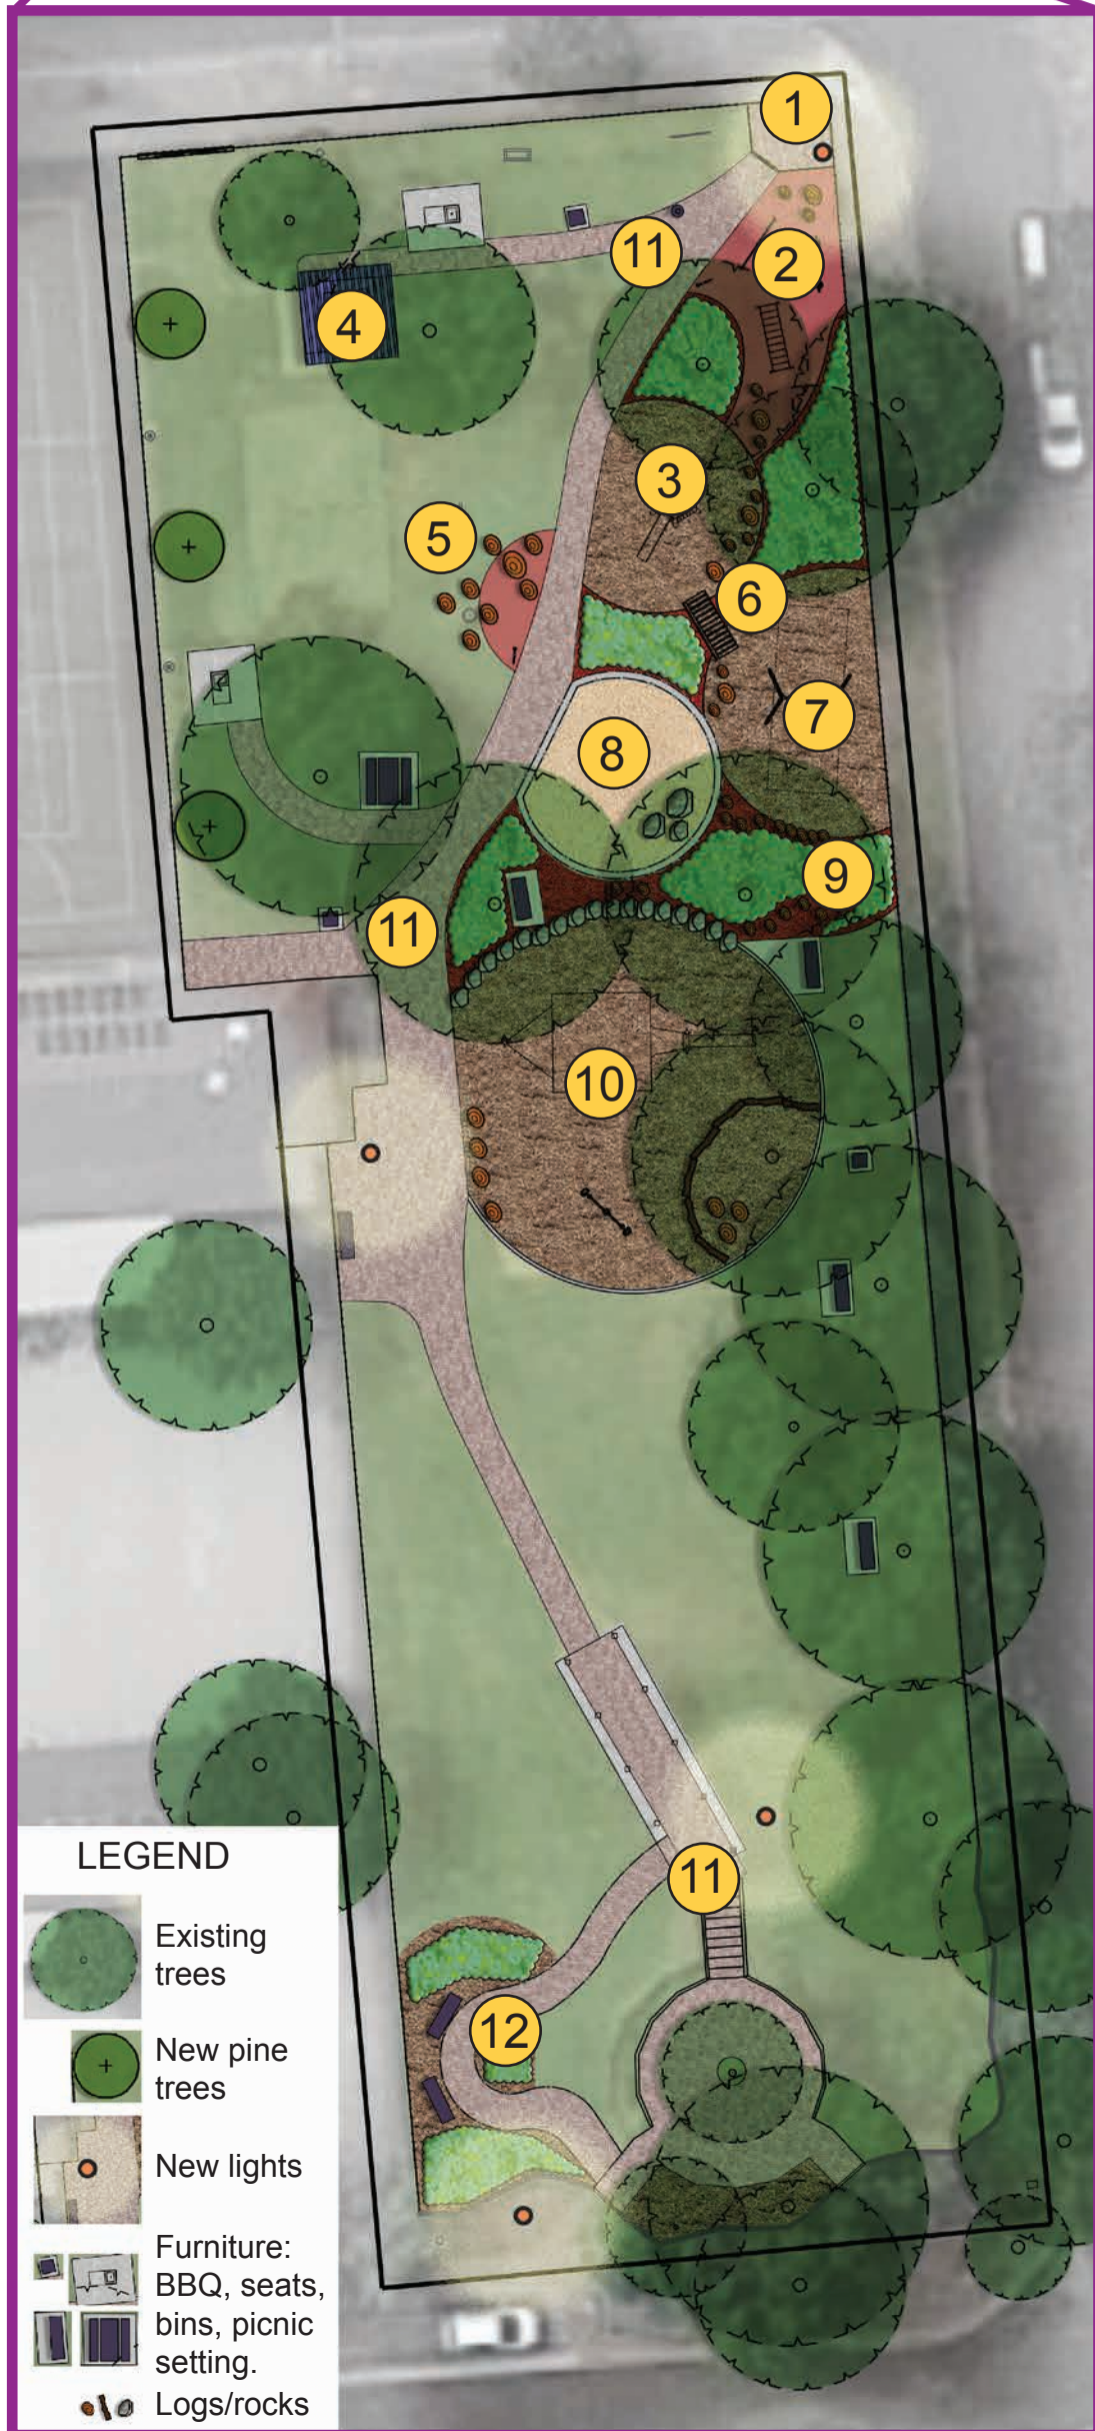 1
11
2
4
3
5
6
7
8
9
11
10
11
12
LEGEND
Existing
trees
New pine
trees
New lights
Furniture:
BBQ, seats,
bins, picnic
setting.
Logs/rocks